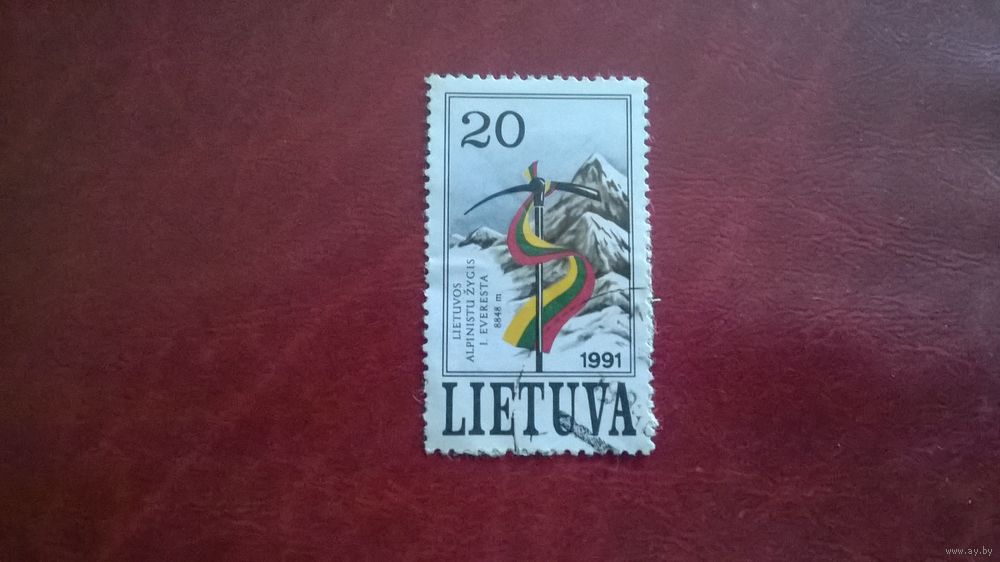 20
LIETUVOS
ALPINISTŲ ŽYGIS
Į EVERESTĄ
8848 m
1991
LIETUVA
www.ay.by